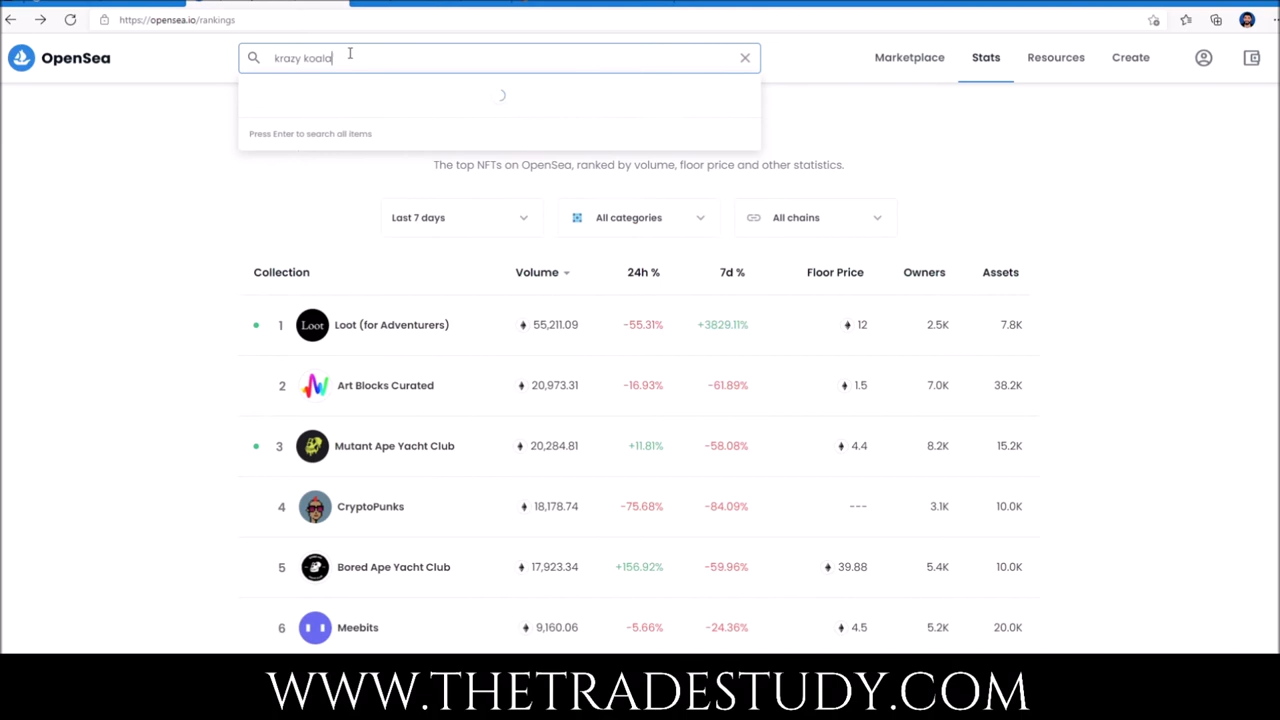 https://opensea.io/rankings
OpenSea
krazy koala
Marketplace
Stats
Resources
Create
Press Enter to search all items
The top NFTs on OpenSea, ranked by volume, floor price and other statistics.
Last 7 days
All categories
All chains
Collection Volume 24h % 7d % Floor Price Owners Assets
1 Loot Loot (for Adventurers) 55,211.09 -55.31% +3829.11% 12 2.5K 7.8K
2 Art Blocks Curated 20,973.31 -16.93% -61.89% 1.5 7.0K 38.2K
3 Mutant Ape Yacht Club 20,284.81 +11.81% -58.08% 4.4 8.2K 15.2K
4 CryptoPunks 18,178.74 -75.68% -84.09% --- 3.1K 10.0K
5 Bored Ape Yacht Club 17,923.34 +156.92% -59.96% 39.88 5.4K 10.0K
6 Meebits 9,160.06 -5.66% -24.36% 4.5 5.2K 20.0K
WWW.THETRADESTUDY.COM